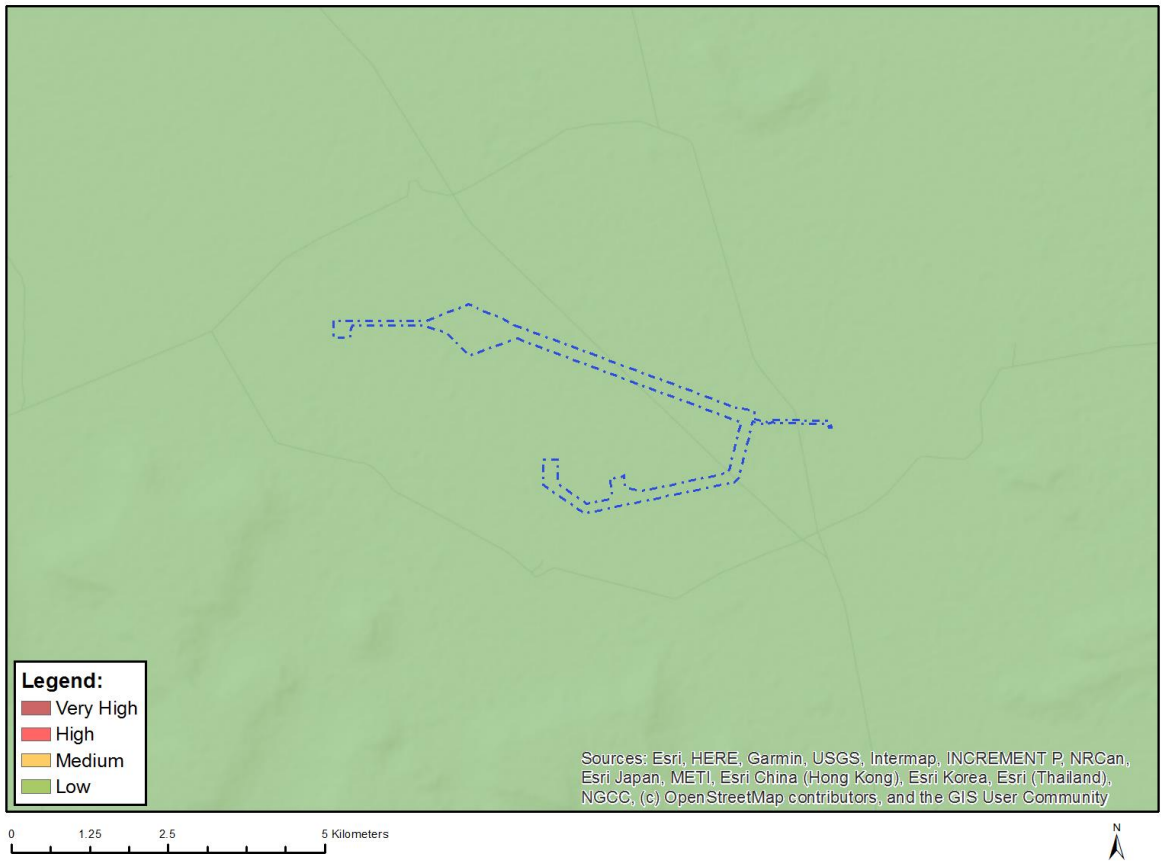 Legend:
Very High
High
Medium
Low
Sources: Esri, HERE, Garmin, USGS, Intermap, INCREMENT P, NRCan,
Esri Japan, METI, Esri China (Hong Kong), Esri Korea, Esri (Thailand),
NGCC, (c) OpenStreetMap contributors, and the GIS User Community
0 1.25 2.5 5 Kilometers
N